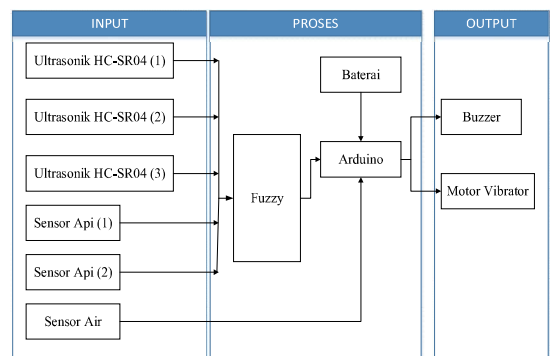 INPUT
PROSES
OUTPUT
Ultrasonik HC-SR04 (1)
Ultrasonik HC-SR04 (2)
Ultrasonik HC-SR04 (3)
Sensor Api (1)
Sensor Api (2)
Sensor Air
Fuzzy
Baterai
Arduino
Buzzer
Motor Vibrator